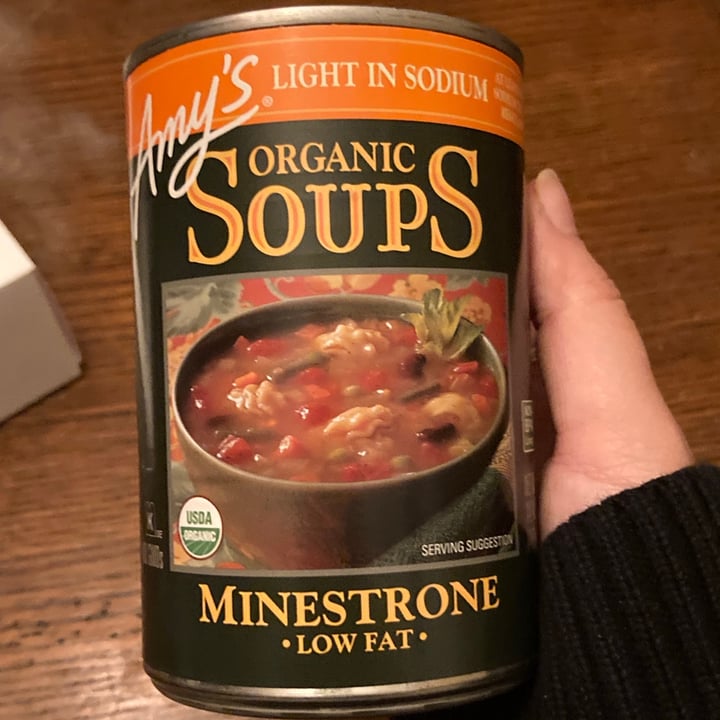 Amy's®
LIGHT IN SODIUM
ORGANIC
SOUPS
USDA
ORGANIC
K
SERVING SUGGESTION
MINESTRONE
• LOW FAT •